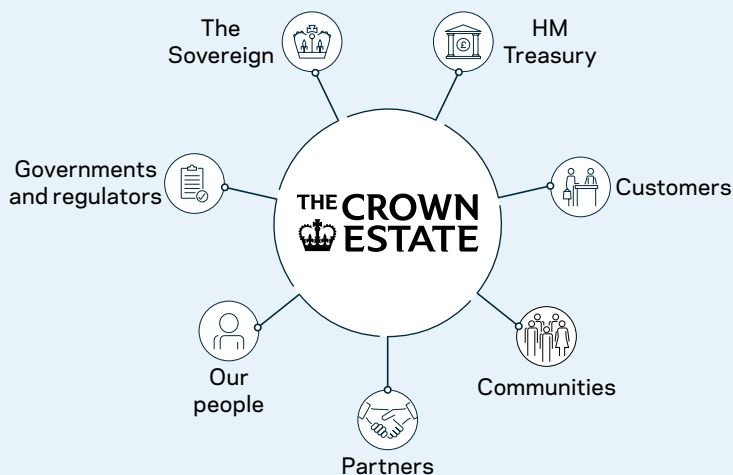 The
Sovereign
HM
Treasury
£
Governments
and regulators
Customers
THE CROWN
ESTATE
Our
people
Communities
Partners